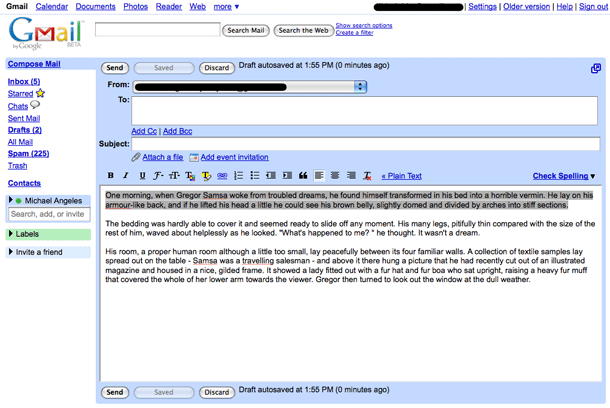 Gmail Calendar Documents Photos Reader Web more ▼ | Settings | Older version | Help | Sign out
Gmail by Google BETA
Search Mail Search the Web Show search options
Create a filter
Compose Mail
Inbox (5)
Starred
Chats
Sent Mail
Drafts (2)
All Mail
Spam (225)
Trash
Contacts
Michael Angeles
Search, add, or invite
Labels
Invite a friend
Send Saved Discard Draft autosaved at 1:55 PM (0 minutes ago)
From:
To:
Add Cc | Add Bcc
Subject:
Attach a file Add event invitation
B I U « Plain Text Check Spelling ▼
One morning, when Gregor Samsa woke from troubled dreams, he found himself transformed in his bed into a horrible vermin. He lay on his
armour-like back, and if he lifted his head a little he could see his brown belly, slightly domed and divided by arches into stiff sections.
The bedding was hardly able to cover it and seemed ready to slide off any moment. His many legs, pitifully thin compared with the size of the
rest of him, waved about helplessly as he looked. "What's happened to me? " he thought. It wasn't a dream.
His room, a proper human room although a little too small, lay peacefully between its four familiar walls. A collection of textile samples lay
spread out on the table - Samsa was a travelling salesman - and above it there hung a picture that he had recently cut out of an illustrated
magazine and housed in a nice, gilded frame. It showed a lady fitted out with a fur hat and fur boa who sat upright, raising a heavy fur muff
that covered the whole of her lower arm towards the viewer. Gregor then turned to look out the window at the dull weather.
Send Saved Discard Draft autosaved at 1:55 PM (0 minutes ago)